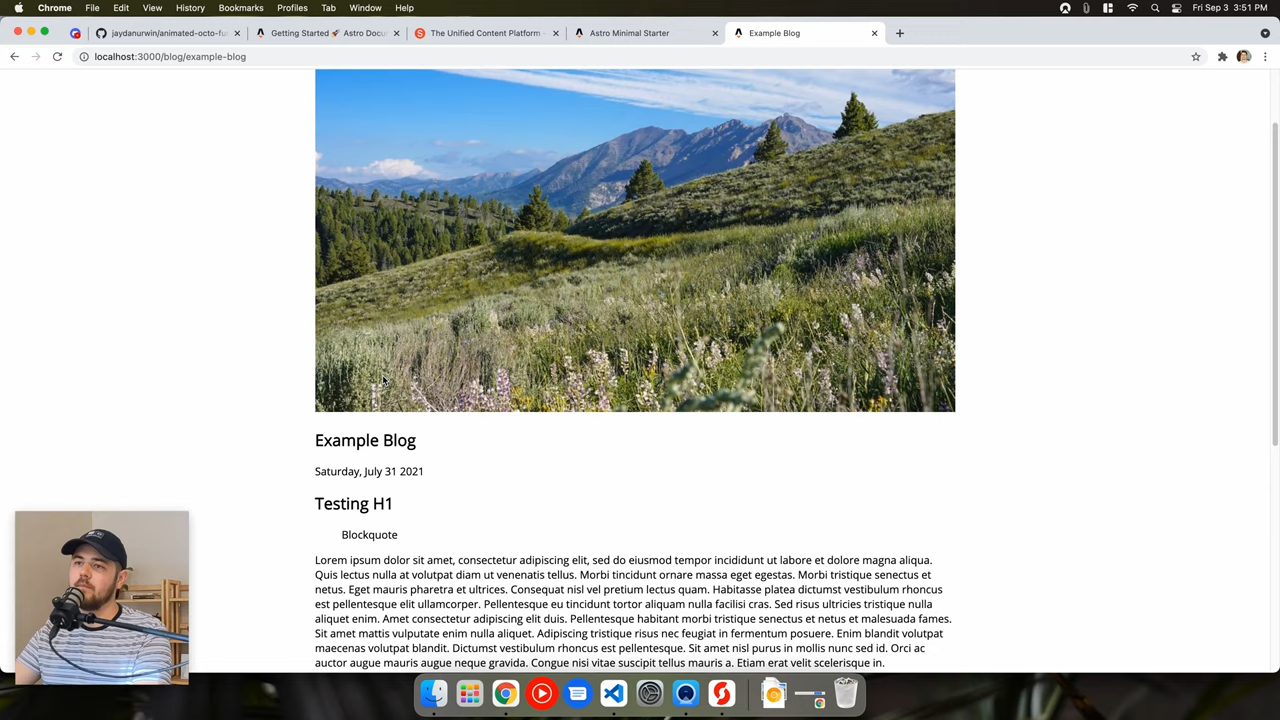 Chrome File Edit View History Bookmarks Profiles Tab Window Help
Fri Sep 3 3:51 PM
jaydanurwin/animated-octo-fu
Getting Started 🚀 Astro Docu
The Unified Content Platform –
Astro Minimal Starter
Example Blog
localhost:3000/blog/example-blog
Example Blog
Saturday, July 31 2021
Testing H1
Blockquote
Lorem ipsum dolor sit amet, consectetur adipiscing elit, sed do eiusmod tempor incididunt ut labore et dolore magna aliqua.
Quis lectus nulla at volutpat diam ut venenatis tellus. Morbi tincidunt ornare massa eget egestas. Morbi tristique senectus et
netus. Eget mauris pharetra et ultrices. Consequat nisl vel pretium lectus quam. Habitasse platea dictumst vestibulum rhoncus
est pellentesque elit ullamcorper. Pellentesque eu tincidunt tortor aliquam nulla facilisi cras. Sed risus ultricies tristique nulla
aliquet enim. Amet consectetur adipiscing elit duis. Pellentesque habitant morbi tristique senectus et netus et malesuada fames.
Sit amet mattis vulputate enim nulla aliquet. Adipiscing tristique risus nec feugiat in fermentum posuere. Enim blandit volutpat
maecenas volutpat blandit. Dictumst vestibulum rhoncus est pellentesque. Sit amet nisl purus in mollis nunc sed id. Orci ac
auctor augue mauris augue neque gravida. Congue nisi vitae suscipit tellus mauris a. Etiam erat velit scelerisque in.